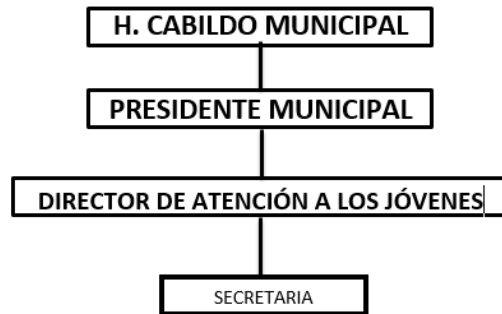 H. CABILDO MUNICIPAL
PRESIDENTE MUNICIPAL
DIRECTOR DE ATENCIÓN A LOS JÓVENES
SECRETARIA